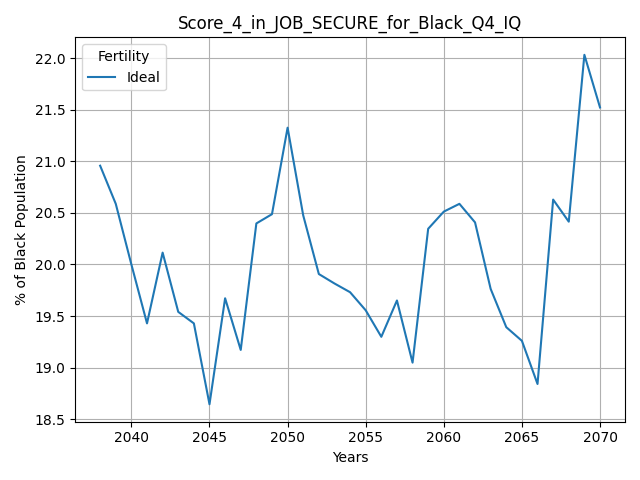 Score_4_in_JOB_SECURE_for_Black_Q4_IQ
Fertility
Ideal
% of Black Population
22.0
21.5
21.0
20.5
20.0
19.5
19.0
18.5
2040 2045 2050 2055 2060 2065 2070
Years